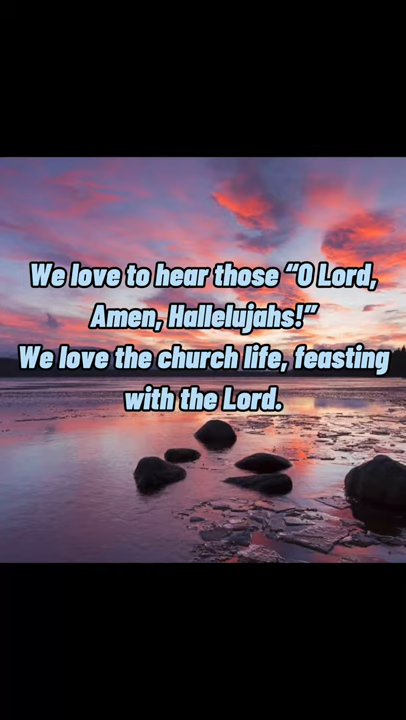 We love to hear those “O Lord,
Amen, Hallelujahs!”
We love the church life, feasting
with the Lord.